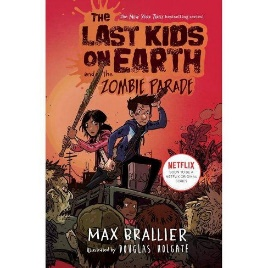 The New York Times bestselling series
THE
LAST KIDS
ON EARTH
and the
ZOMBIE PARADE
NETFLIX
MAX BRALLIER
Illustrated by DOUGLAS HOLGATE